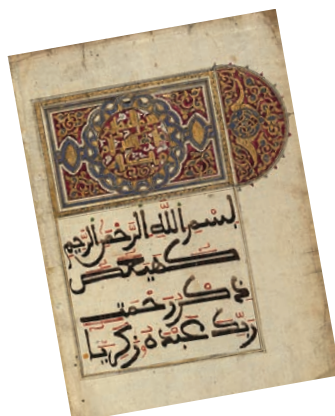 بسم الله الرحمن الرحيم
كهيعص
ذكر رحمت
ربك عبده زكريا